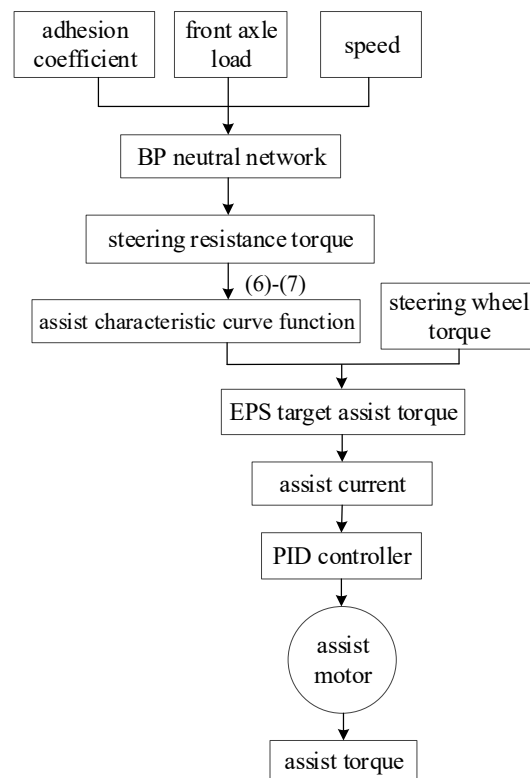 adhesion
coefficient
front axle
load
speed
BP neutral network
steering resistance torque
(6)-(7)
assist characteristic curve function
steering wheel
torque
EPS target assist torque
assist current
PID controller
assist
motor
assist torque